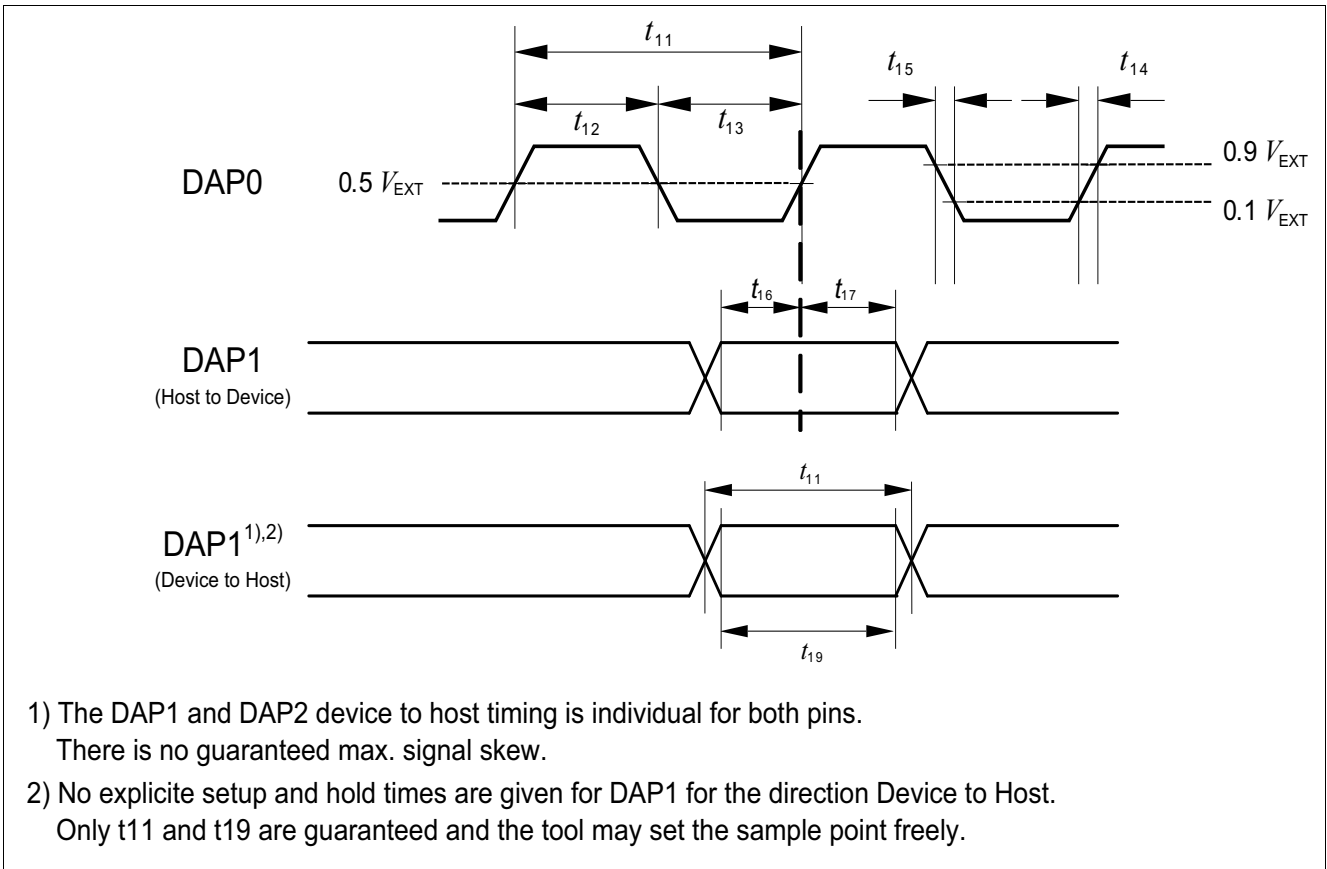 t11
t15
t14
t12
t13
DAP0
0.5 VEXT
0.9 VEXT
0.1 VEXT
t16
t17
DAP1
(Host to Device)
t11
DAP1 1),2)
(Device to Host)
t19
1) The DAP1 and DAP2 device to host timing is individual for both pins.
There is no guaranteed max. signal skew.
2) No explicite setup and hold times are given for DAP1 for the direction Device to Host.
Only t11 and t19 are guaranteed and the tool may set the sample point freely.